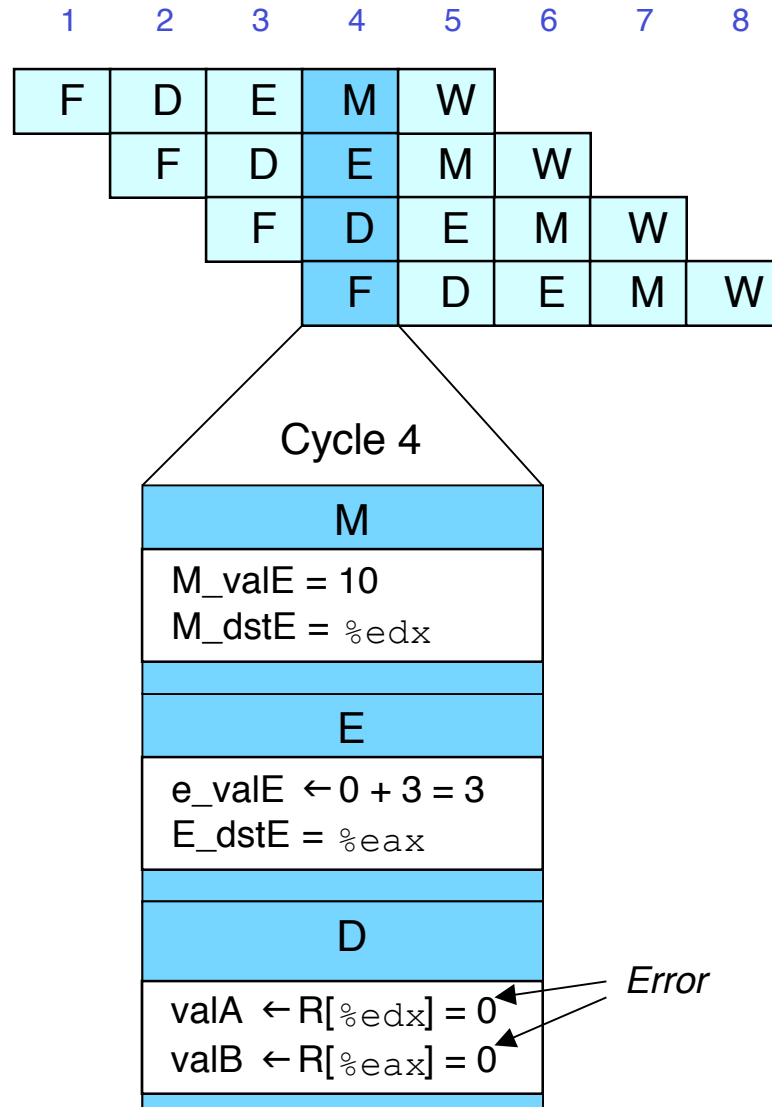 1 2 3 4 5 6 7 8
F D E M W
F D E M W
F D E M W
F D E M W
Cycle 4
M
M_valE = 10
M_dstE = %edx
E
e_valE ← 0 + 3 = 3
E_dstE = %eax
D
Error
valA ← R[%edx] = 0
valB ← R[%eax] = 0